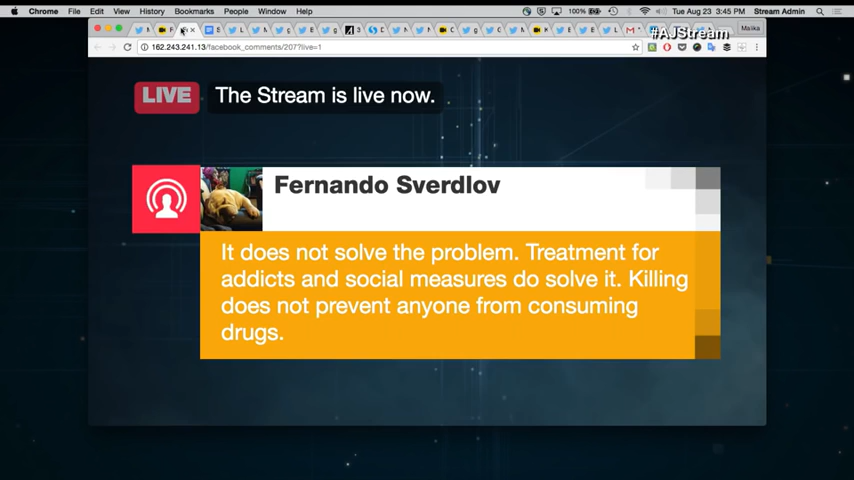 Chrome File Edit View History Bookmarks People Window Help 100% Tue Aug 23 3:45 PM Stream Admin
Malika
#AJStream
162.243.241.13/facebook_comments/207?live=1
LIVE The Stream is live now.
Fernando Sverdlov
It does not solve the problem. Treatment for
addicts and social measures do solve it. Killing
does not prevent anyone from consuming
drugs.